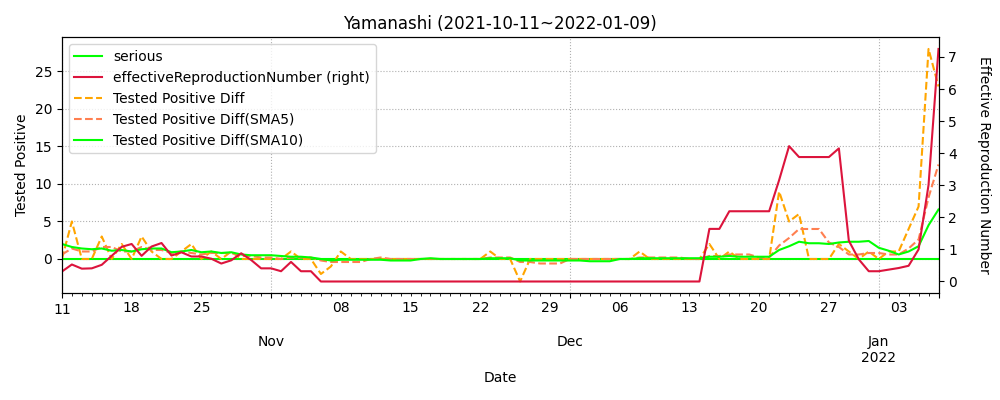 Yamanashi (2021-10-11~2022-01-09)
serious
effectiveReproductionNumber (right)
Tested Positive Diff
Tested Positive Diff(SMA5)
Tested Positive Diff(SMA10)
Tested Positive
25
20
15
10
5
0
7
6
5
4
3
2
1
0
Effective Reproduction Number
11 18 25 08 15 22 29 06 13 20 27 03
Nov Dec Jan
2022
Date